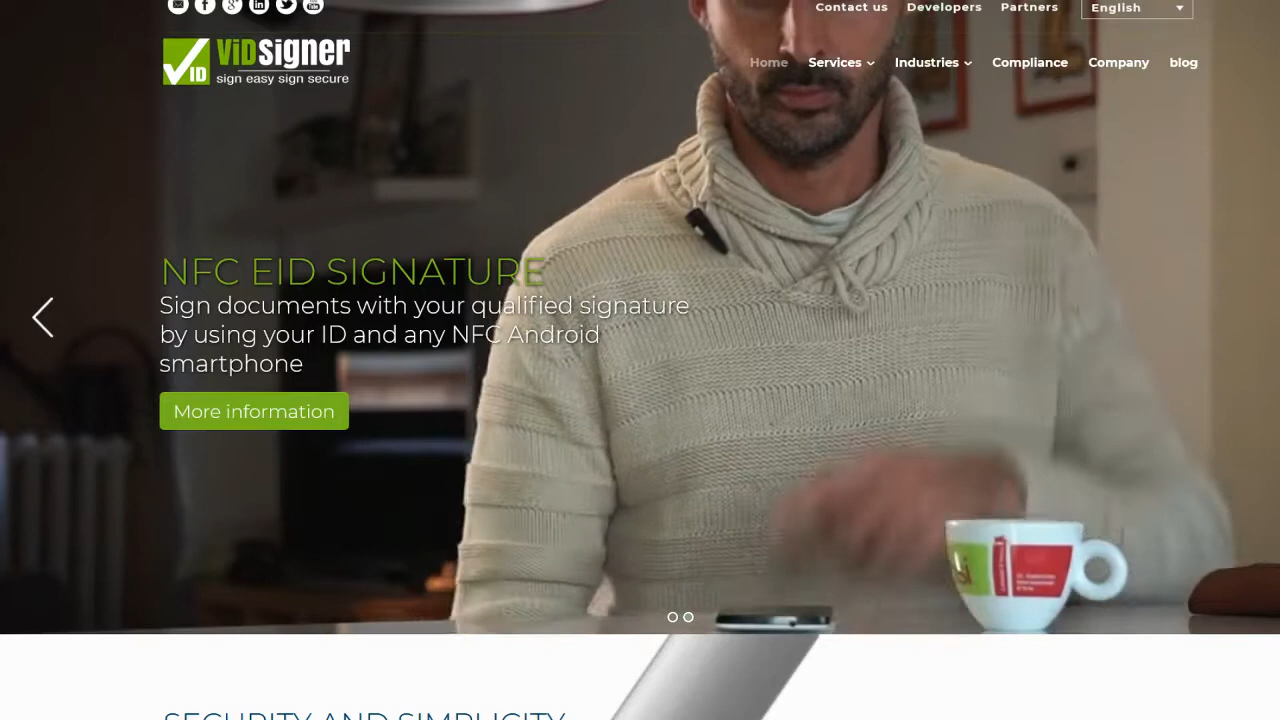 Contact us Developers Partners English
ViDSigner
ID
sign easy sign secure
Home Services Industries Compliance Company blog
NFC EID SIGNATURE
Sign documents with your qualified signature
by using your ID and any NFC Android
smartphone
More information
SECURITY AND SIMPLICITY